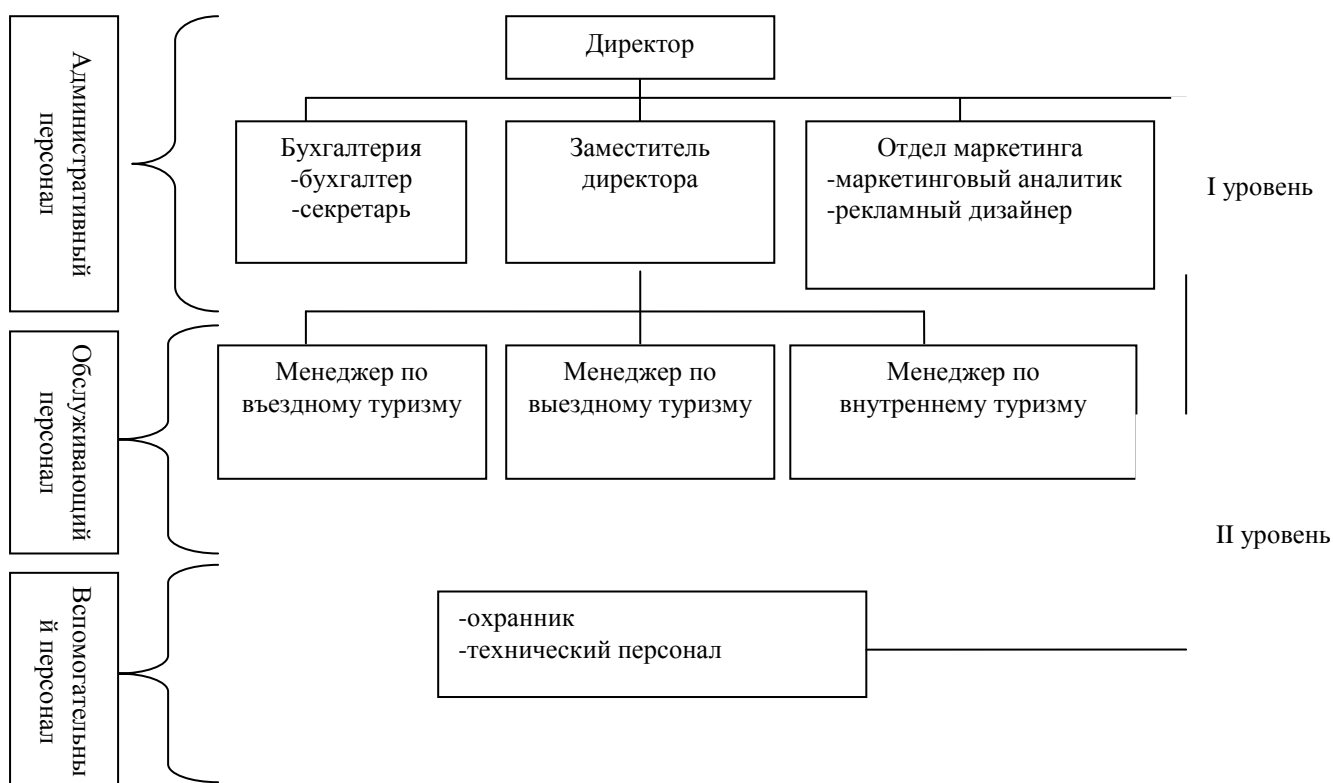 Административный
персонал
Директор
Бухгалтерия
-бухгалтер
-секретарь
Заместитель
директора
Отдел маркетинга
-маркетинговый аналитик
-рекламный дизайнер
I уровень
Обслуживающий
персонал
Менеджер по
въездному туризму
Менеджер по
выездному туризму
Менеджер по
внутреннему туризму
II уровень
Вспомогательны
й персонал
-охранник
-технический персонал